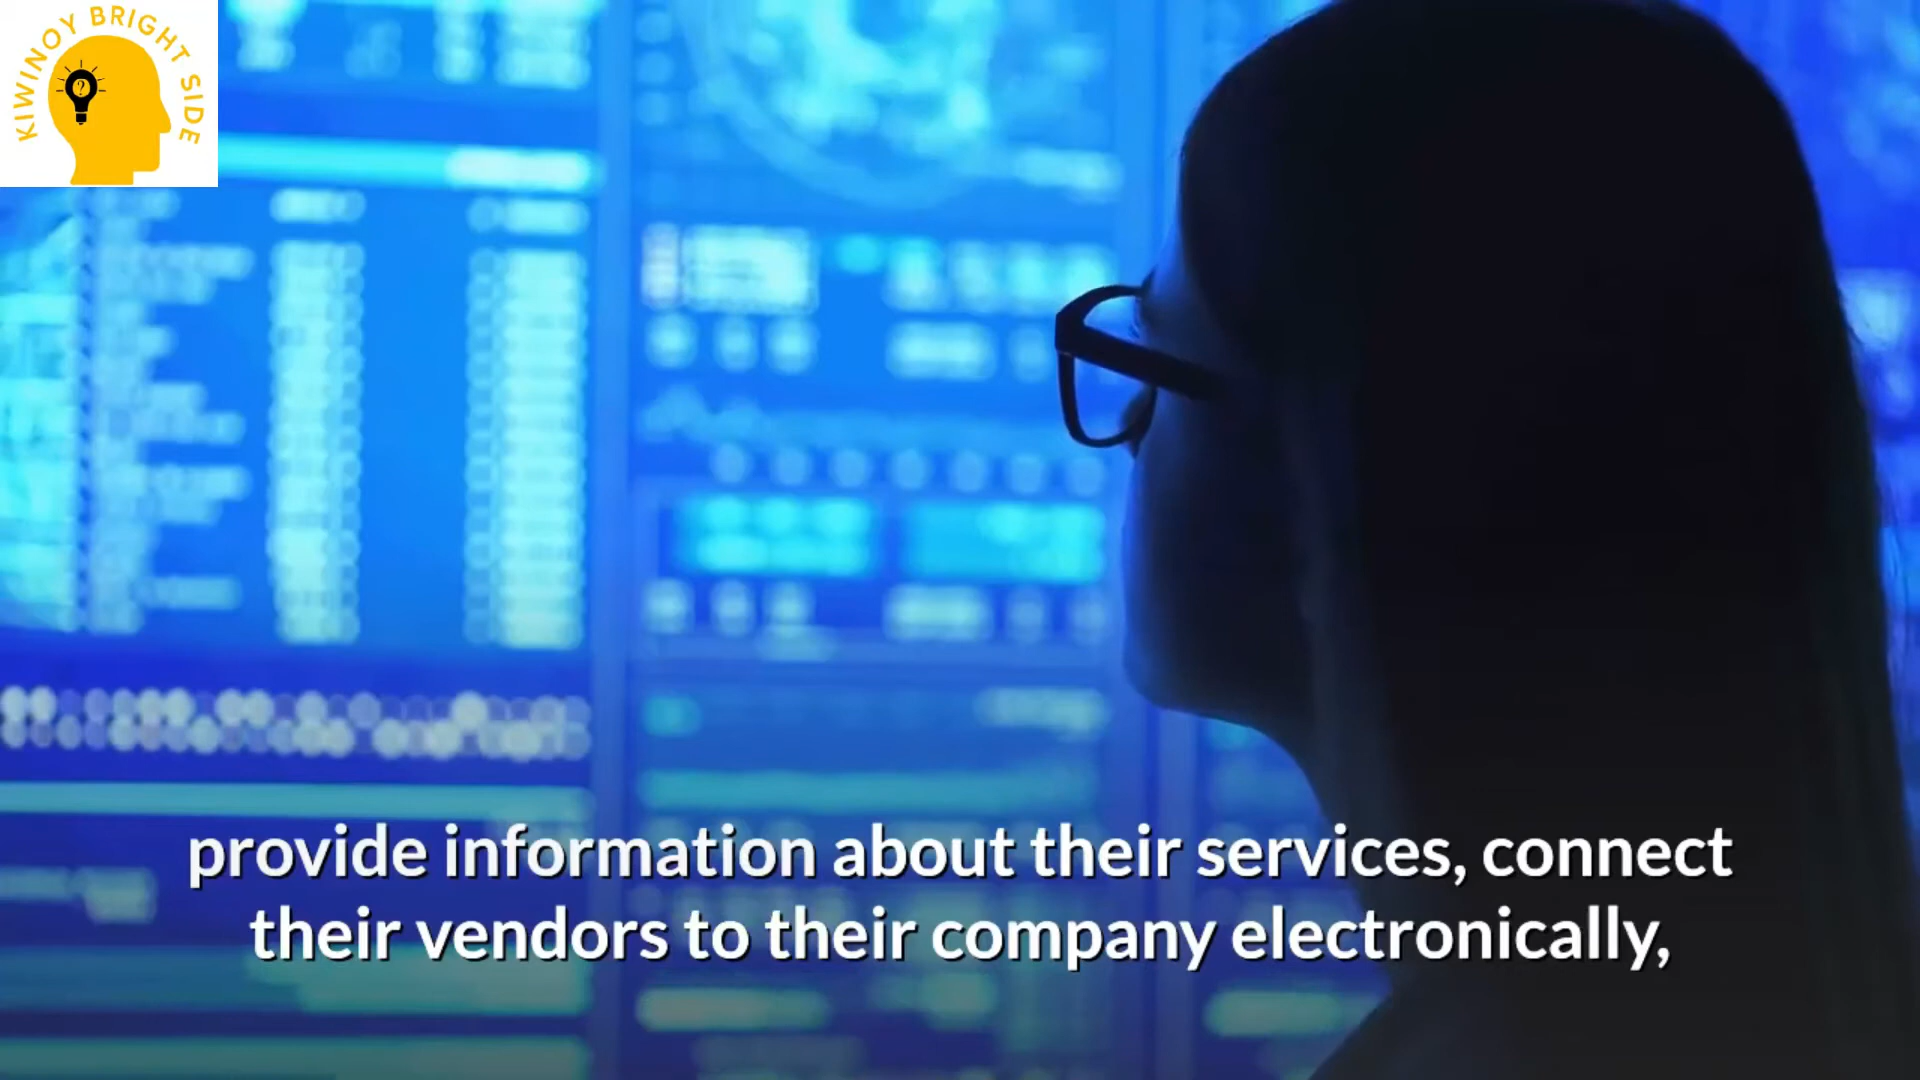 KIWINOY BRIGHT SIDE
?
provide information about their services, connect
their vendors to their company electronically,